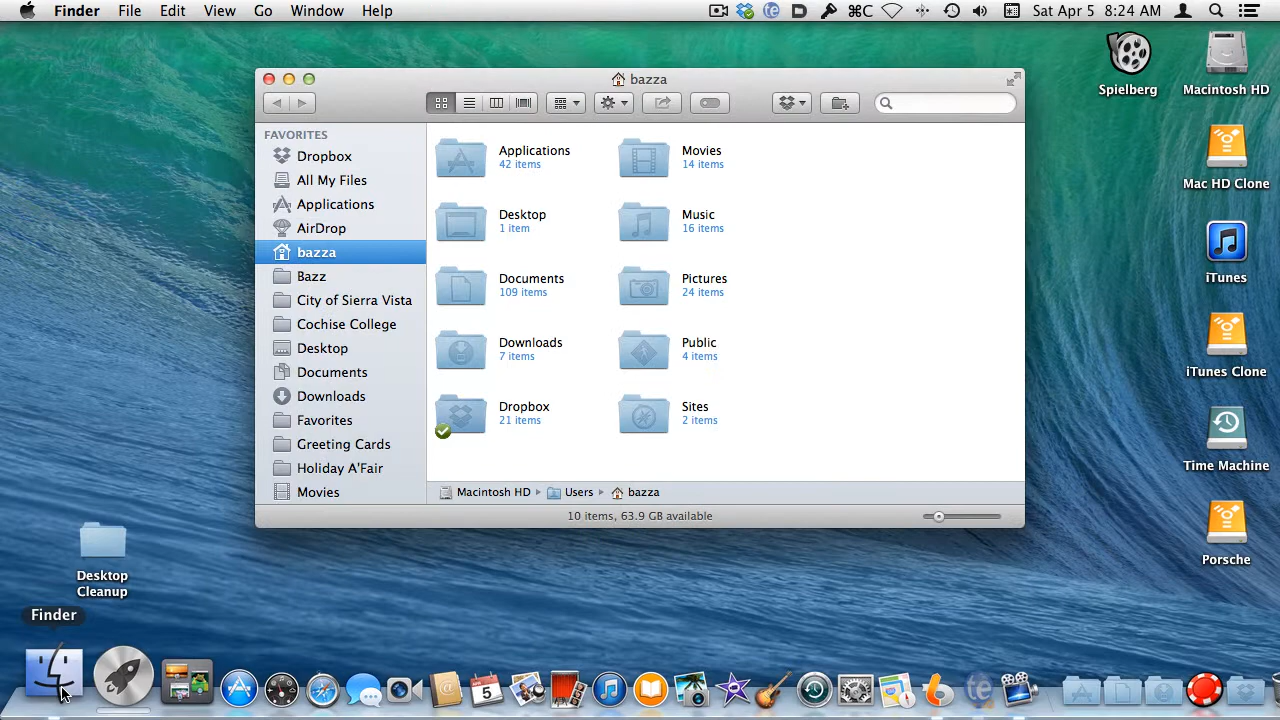 Finder File Edit View Go Window Help
⌘C Sat Apr 5 8:24 AM
bazza
FAVORITES
Dropbox
All My Files
Applications
AirDrop
bazza
Bazz
City of Sierra Vista
Cochise College
Desktop
Documents
Downloads
Favorites
Greeting Cards
Holiday A'Fair
Movies
Applications
42 items
Movies
14 items
Desktop
1 item
Music
16 items
Documents
109 items
Pictures
24 items
Downloads
7 items
Public
4 items
Dropbox
21 items
Sites
2 items
Macintosh HD Users bazza
10 items, 63.9 GB available
Spielberg
Macintosh HD
Mac HD Clone
iTunes
iTunes Clone
Time Machine
Porsche
Desktop
Cleanup
Finder
5
te